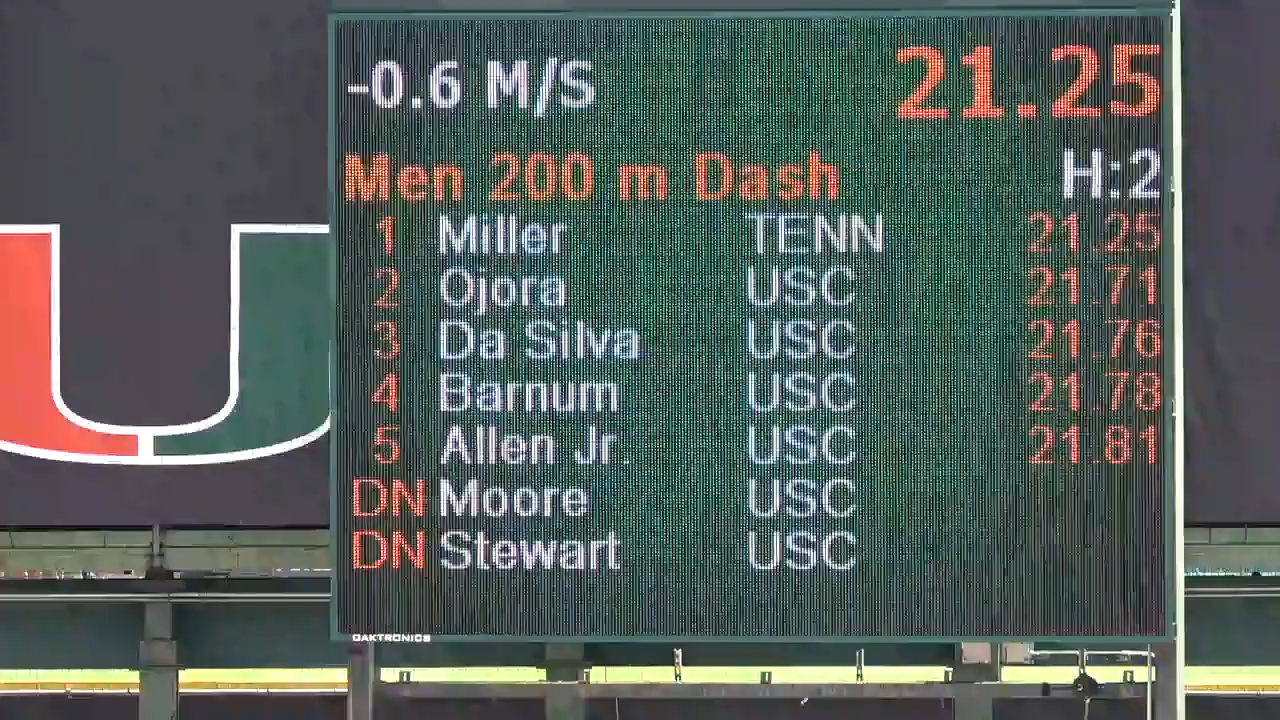 -0.6 M/S 21.25
Men 200 m Dash H:2
1 Miller TENN 21.25
2 Ojora USC 21.71
3 Da Silva USC 21.76
4 Barnum USC 21.78
5 Allen Jr. USC 21.81
DN Moore USC
DN Stewart USC
DAKTRONICS
U